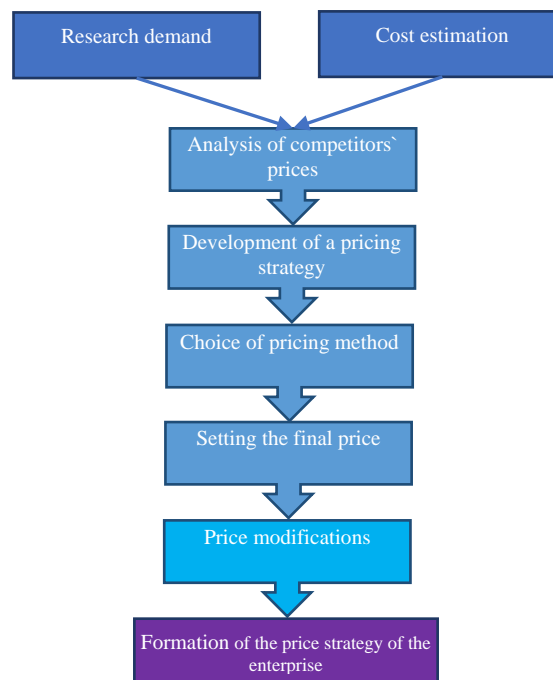 Research demand
Cost estimation
Analysis of competitors`
prices
Development of a pricing
strategy
Choice of pricing method
Setting the final price
Price modifications
Formation of the price strategy of the
enterprise